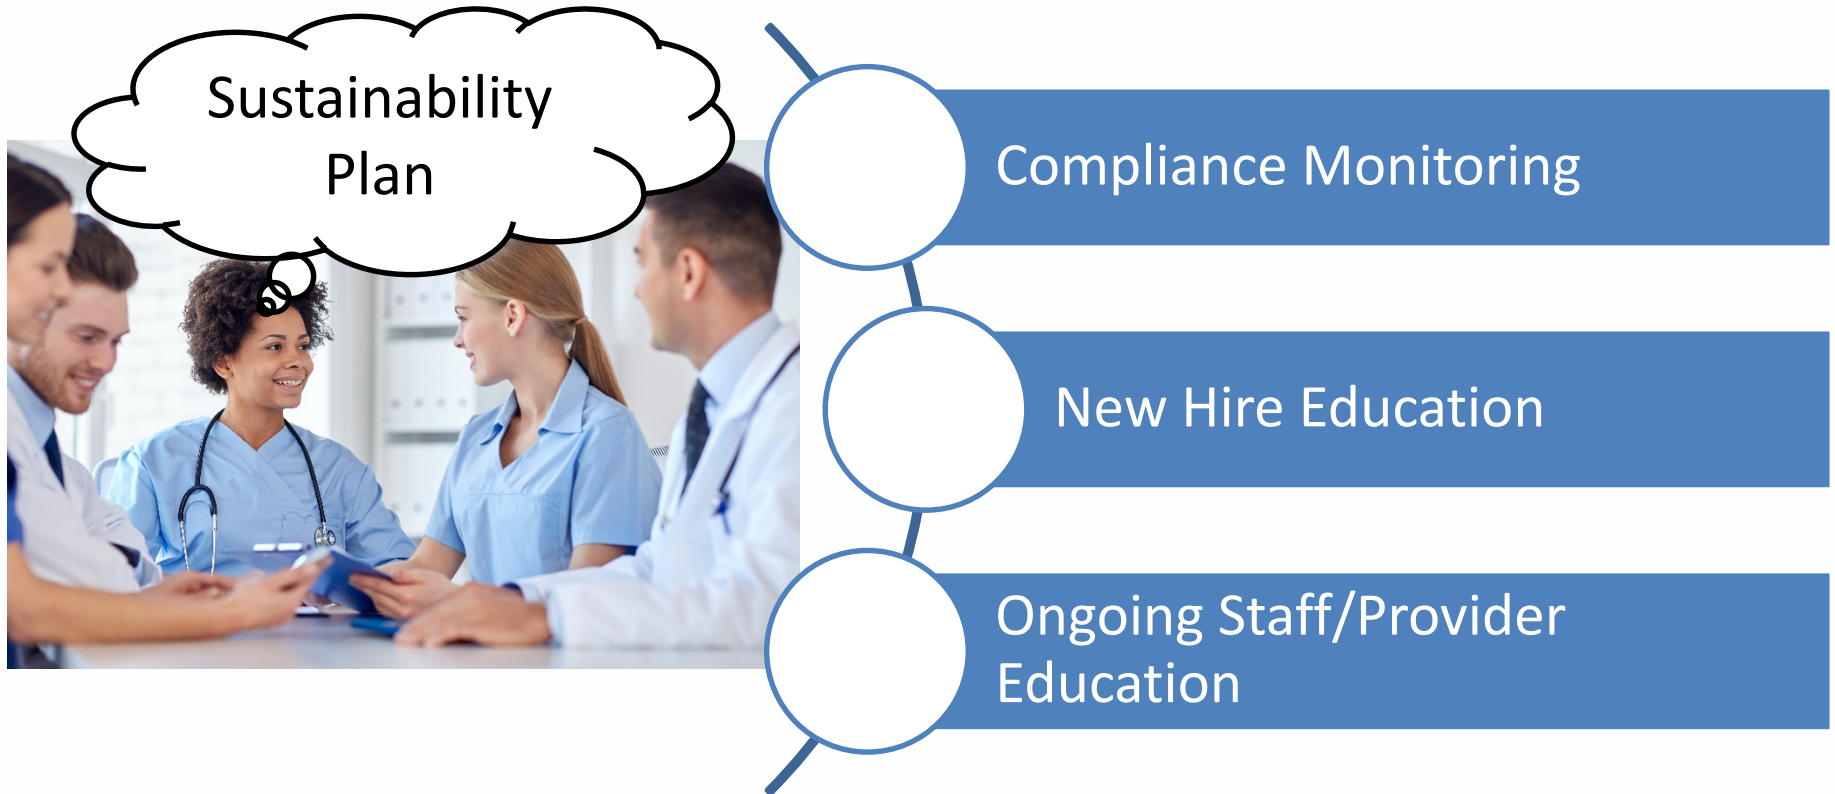 Sustainability
Plan
Compliance Monitoring
New Hire Education
Ongoing Staff/Provider
Education